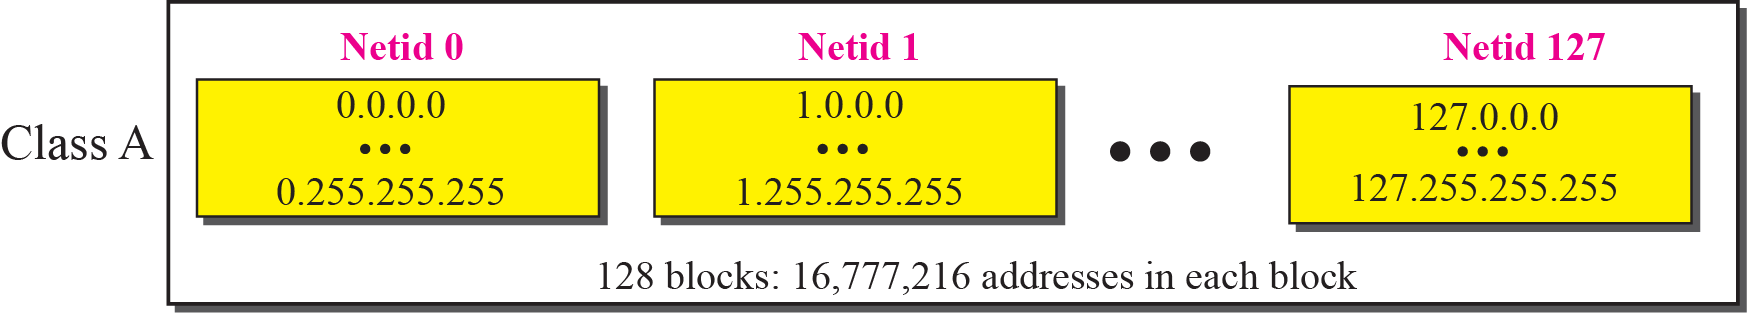 Class A
Netid 0
0.0.0.0
•••
0.255.255.255
Netid 1
1.0.0.0
•••
1.255.255.255
• • •
Netid 127
127.0.0.0
•••
127.255.255.255
128 blocks: 16,777,216 addresses in each block